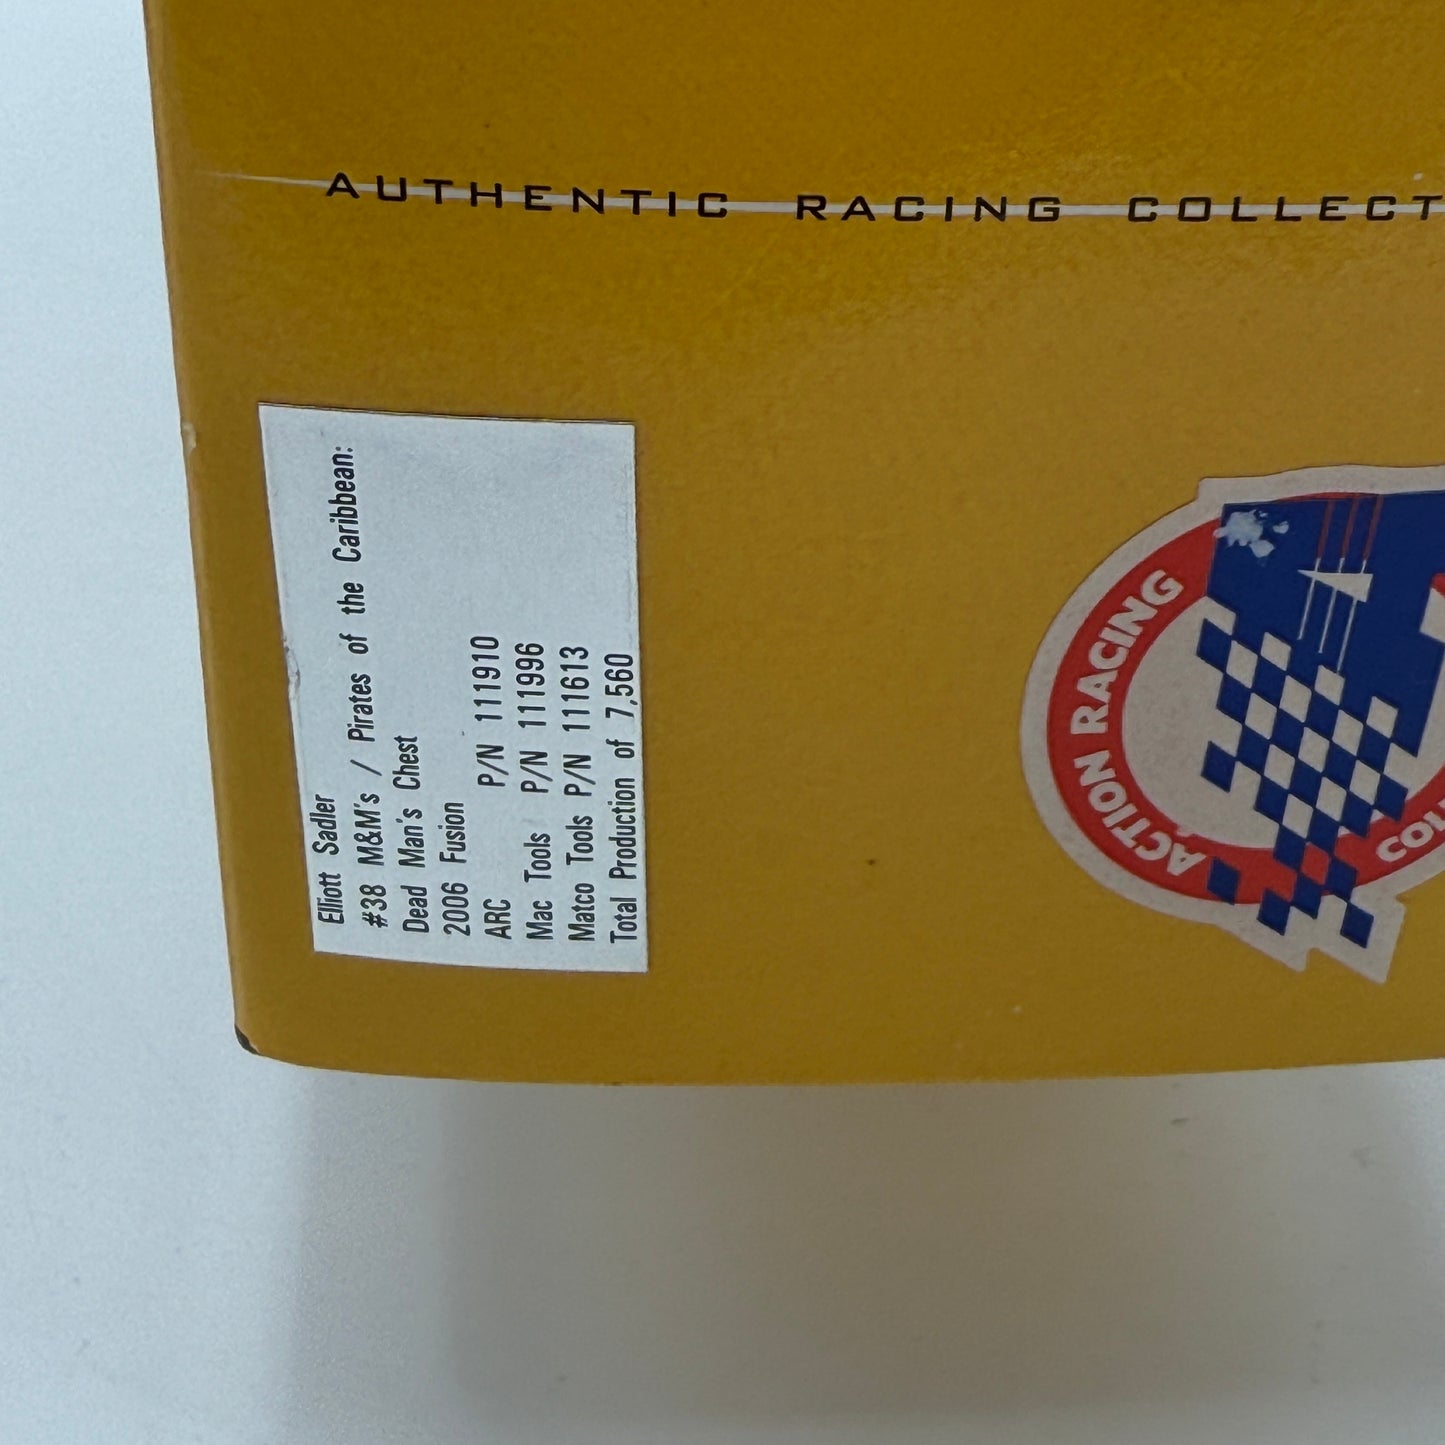 AUTHENTIC RACING COLLECT
Elliott Sadler
#38 M&M's / Pirates of the Caribbean:
Dead Man's Chest
2006 Fusion
ARC P/N 111910
Mac Tools P/N 111996
Matco Tools P/N 111613
Total Production of 7,560
ACTION RACING
COL